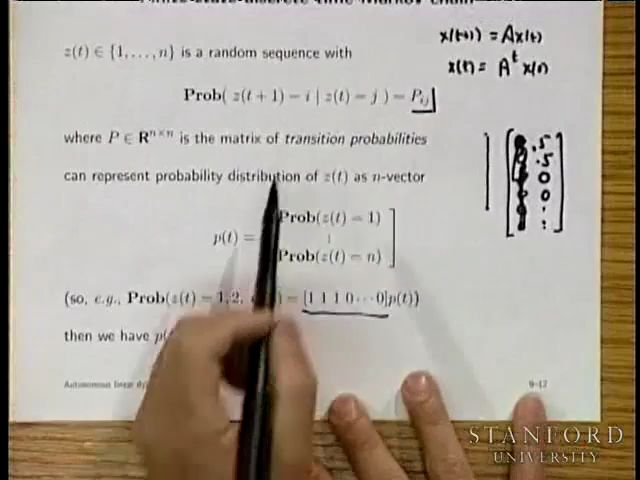 z(t) ∈ {1, . . . , n} is a random sequence with
Prob( z(t + 1) = i | z(t) = j ) = P_ij
where P ∈ R^{n×n} is the matrix of transition probabilities
can represent probability distribution of z(t) as n-vector
p(t) = Prob(z(t) = 1)
⋮
Prob(z(t) = n)
(so, e.g., Prob(z(t) = 1, 2, = [1 1 1 0 · · · 0]p(t))
then we have p(
Autonomous linear dy
9–12
x(t+1) = Ax(t)
x(t) = A^t x(0)
.5
.5
0
0
STANFORD
UNIVERSITY